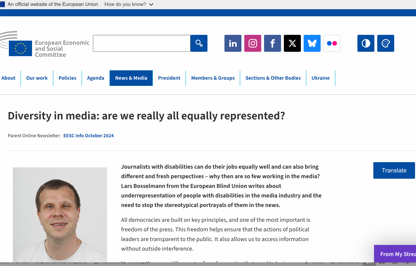 An official website of the European Union How do you know?
European Economic
and Social
Committee
About Our work Policies Agenda News & Media President Members & Groups Sections & Other Bodies Ukraine
Diversity in media: are we really all equally represented?
Parent Online Newsletter: EESC info October 2024
Journalists with disabilities can do their jobs equally well and can also bring
different and fresh perspectives – why then are so few working in the media?
Lars Bosselmann from the European Blind Union writes about
underrepresentation of people with disabilities in the media industry and the
need to stop the stereotypical portrayals of them in the news.
Translate
All democracies are built on key principles, and one of the most important is
freedom of the press. This freedom helps ensure that the actions of political
leaders are transparent to the public. It also allows us to access information
without outside interference.
From My Stra